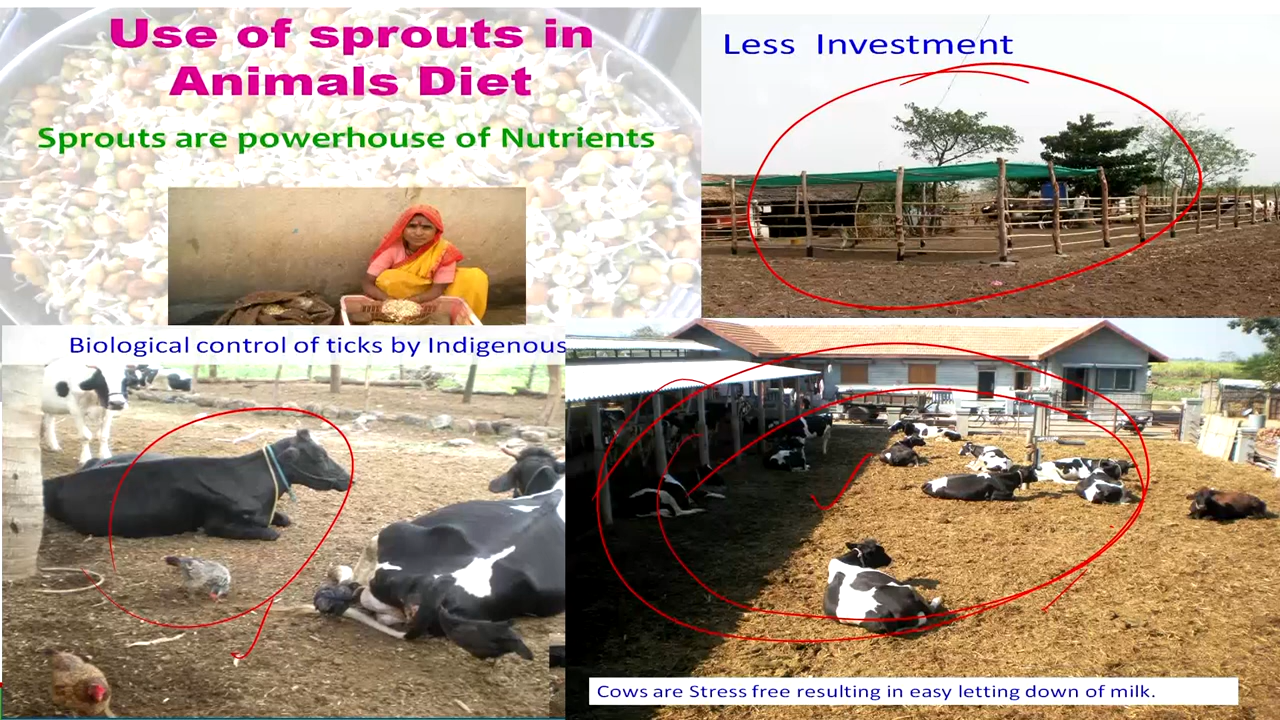 Use of sprouts in
Animals Diet
Sprouts are powerhouse of Nutrients
Less Investment
Biological control of ticks by Indigenous
Cows are Stress free resulting in easy letting down of milk.